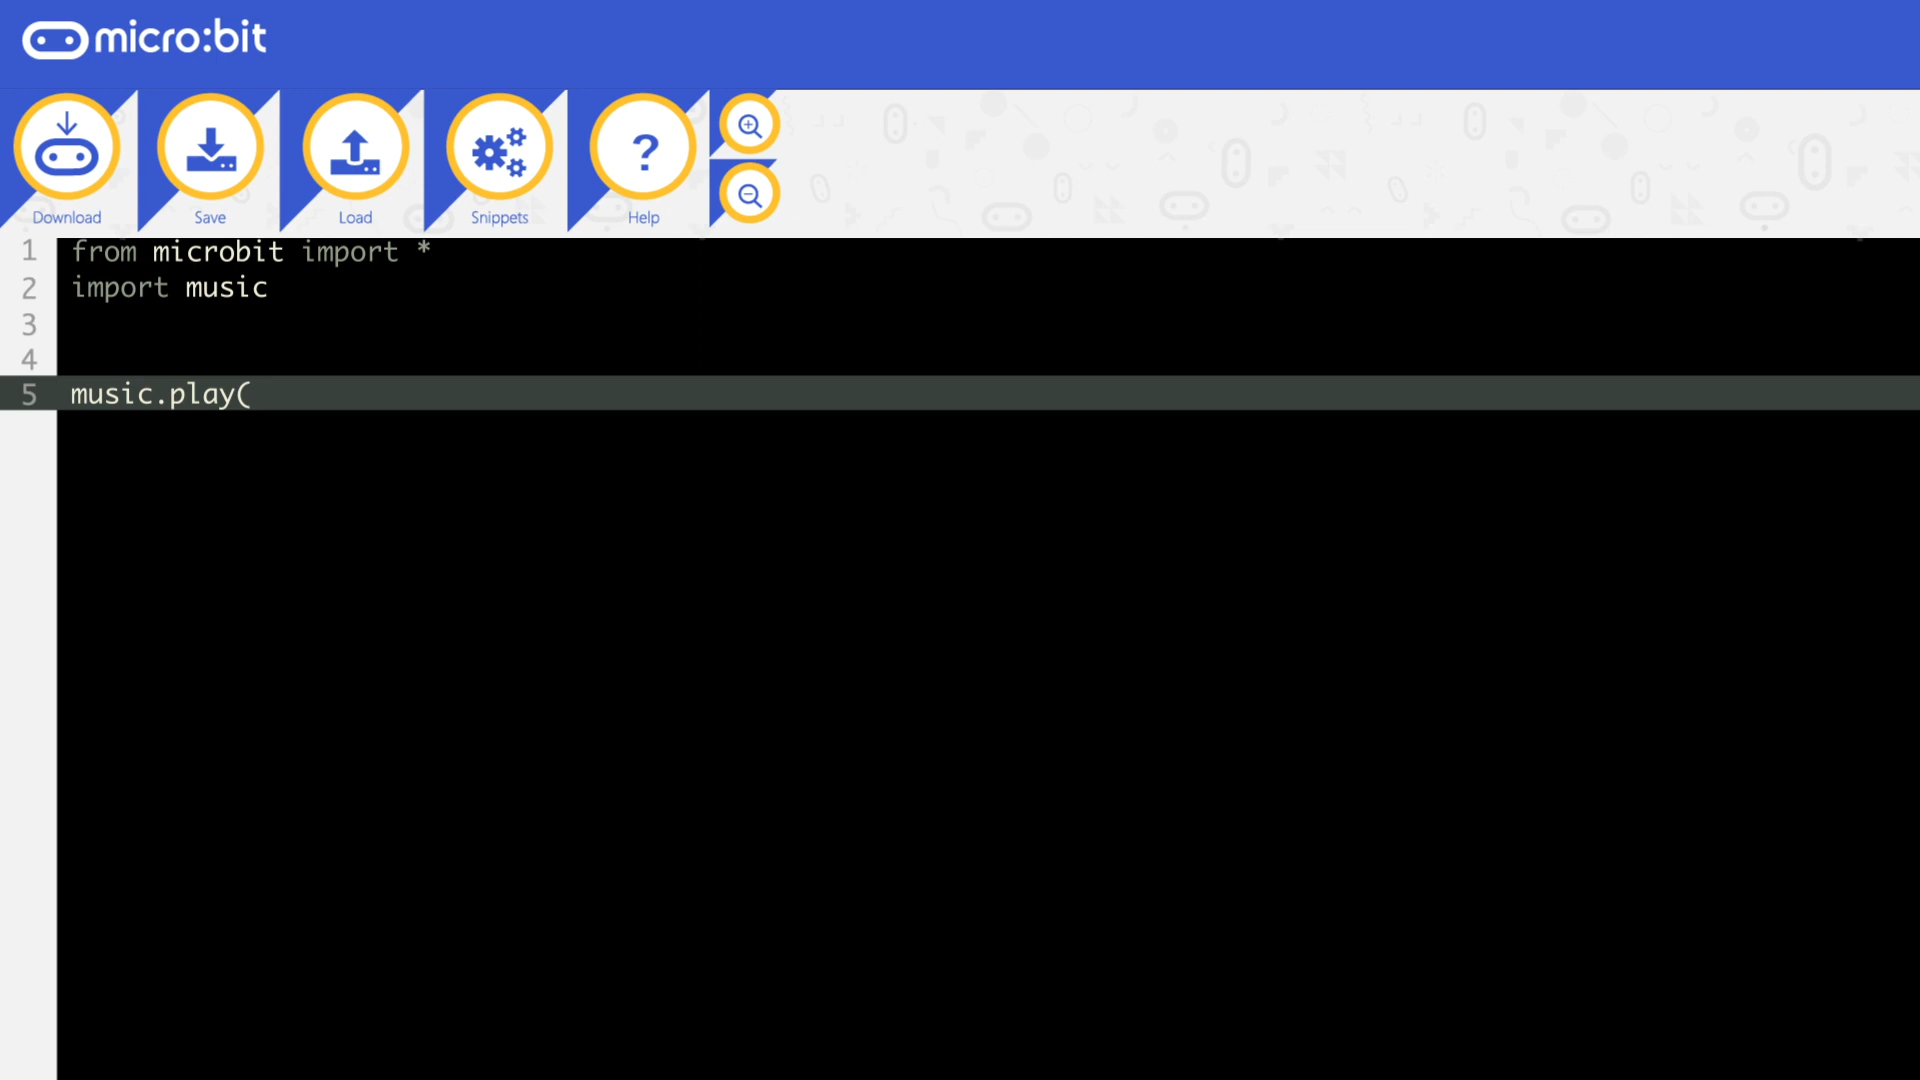 micro:bit
Download Save Load Snippets Help
1 from microbit import *
2 import music
3
4
5 music.play(